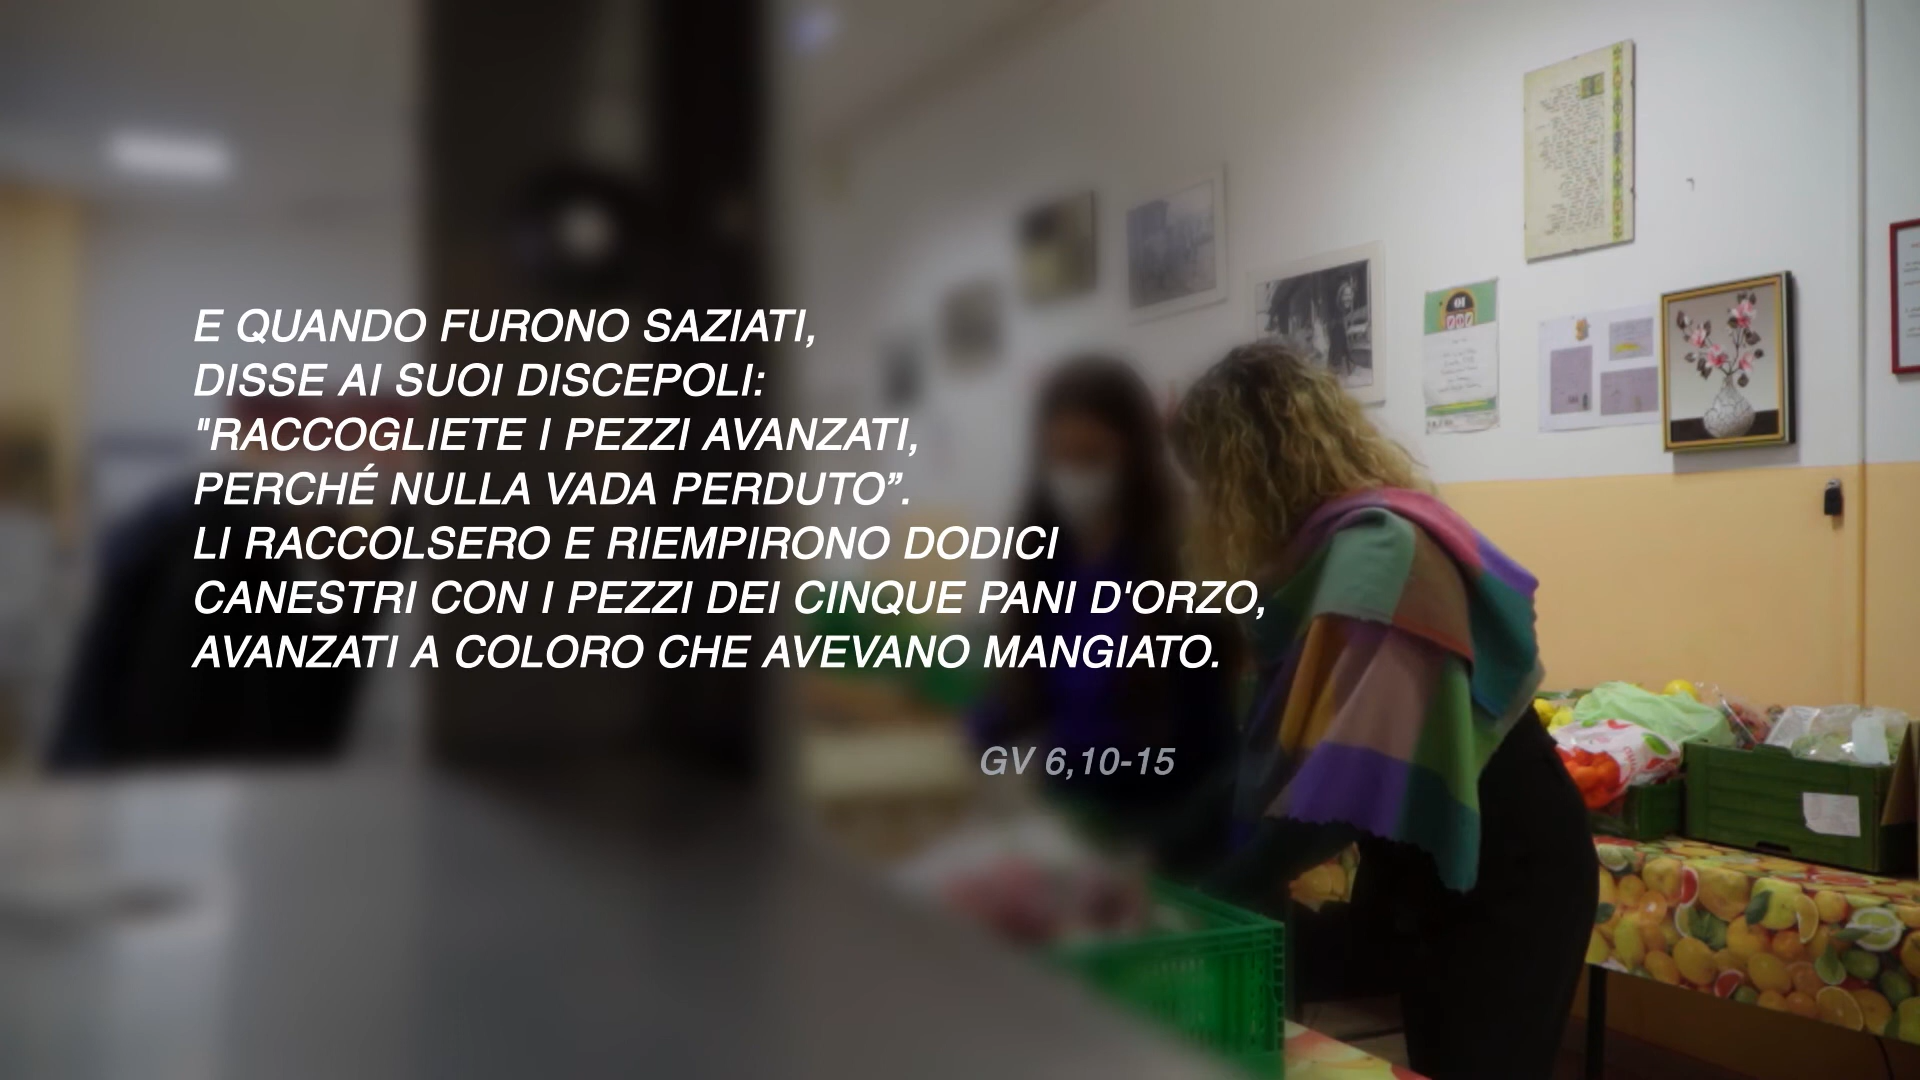 E QUANDO FURONO SAZIATI,
DISSE AI SUOI DISCEPOLI:
"RACCOGLIETE I PEZZI AVANZATI,
PERCHÉ NULLA VADA PERDUTO”.
LI RACCOLSERO E RIEMPIRONO DODICI
CANESTRI CON I PEZZI DEI CINQUE PANI D'ORZO,
AVANZATI A COLORO CHE AVEVANO MANGIATO.
GV 6,10-15